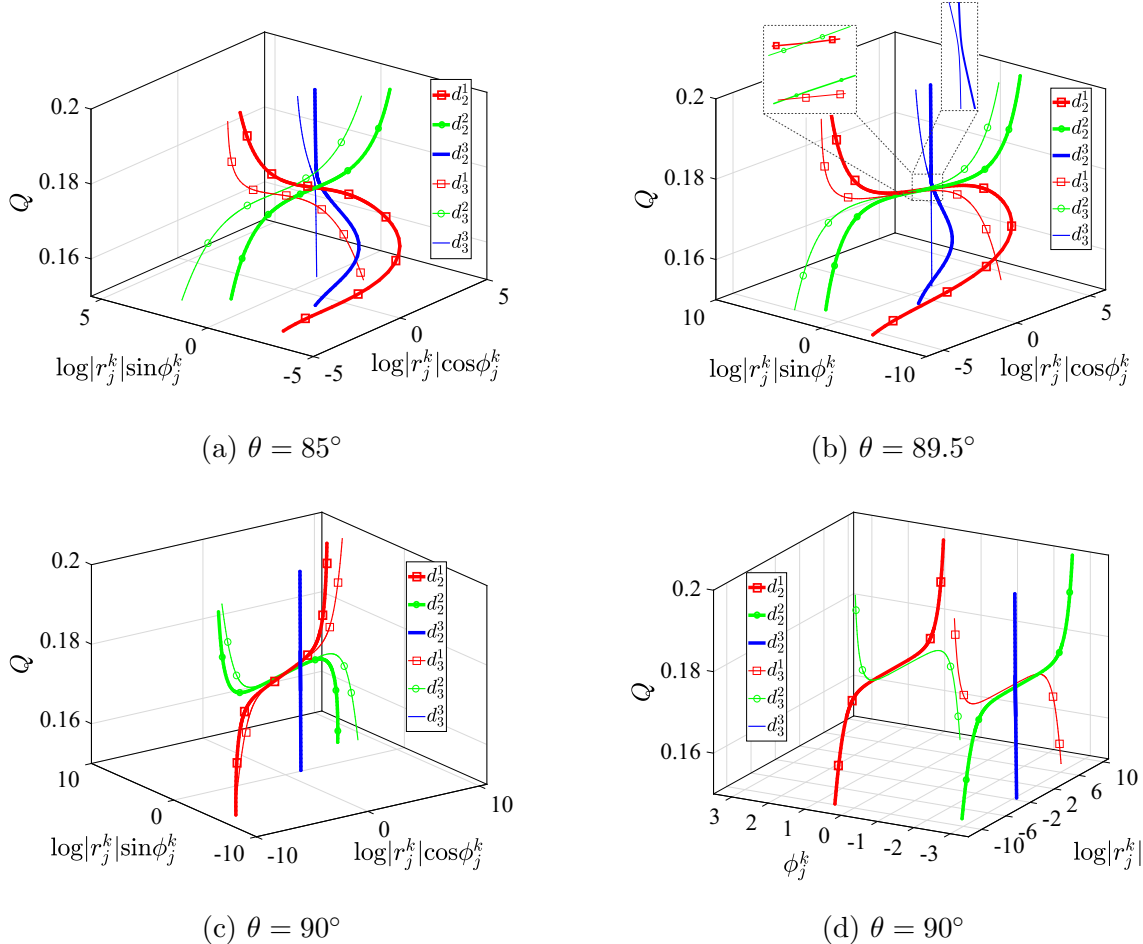 0.2
0.18
0.16
Q
5
0
-5
-5
0
5
log|r_j^k|sinφ_j^k
log|r_j^k|cosφ_j^k
d_2^1
d_2^2
d_2^3
d_3^1
d_3^2
d_3^3
(a) θ = 85°
0.2
0.18
0.16
Q
10
0
-10
-5
0
5
log|r_j^k|sinφ_j^k
log|r_j^k|cosφ_j^k
d_2^1
d_2^2
d_2^3
d_3^1
d_3^2
d_3^3
(b) θ = 89.5°
0.2
0.18
0.16
Q
10
0
-10
-10
0
10
log|r_j^k|sinφ_j^k
log|r_j^k|cosφ_j^k
d_2^1
d_2^2
d_2^3
d_3^1
d_3^2
d_3^3
(c) θ = 90°
0.2
0.18
0.16
Q
3
2
1
0
-1
-2
-3
-10
-6
-2
2
6
10
φ_j^k
log|r_j^k|
d_2^1
d_2^2
d_2^3
d_3^1
d_3^2
d_3^3
(d) θ = 90°